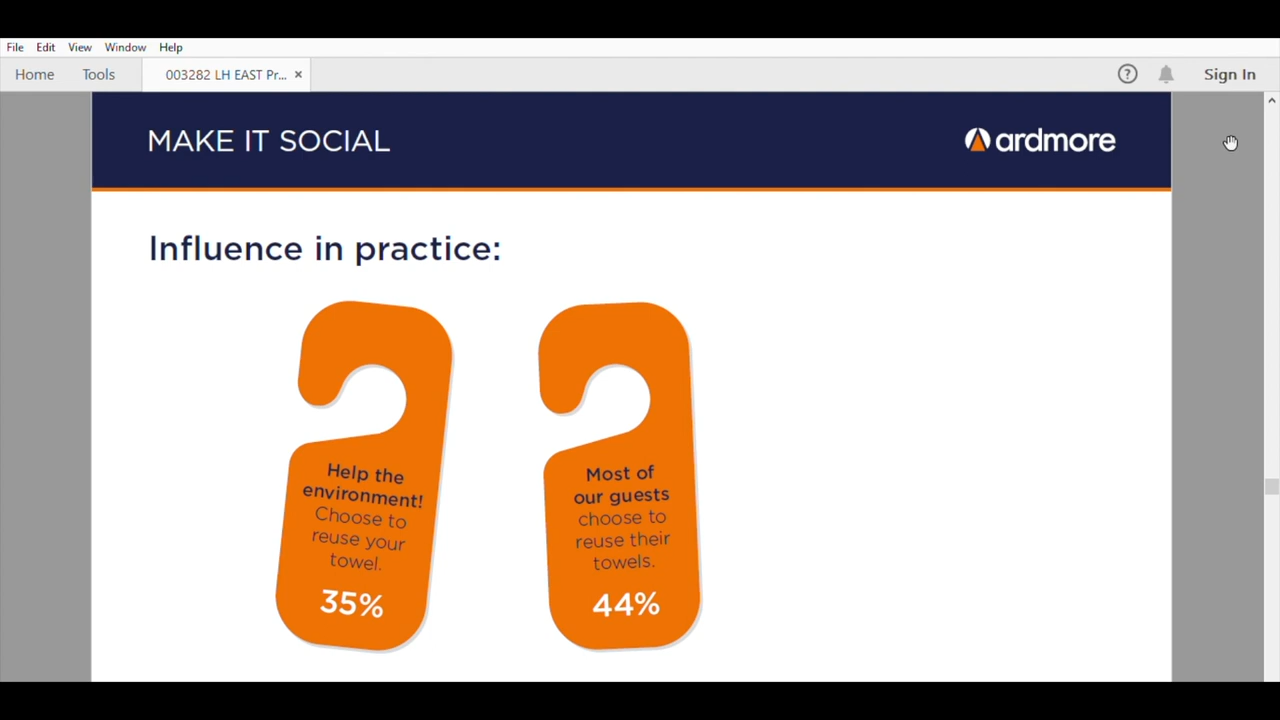 File Edit View Window Help
Home Tools 003282 LH EAST Pr... × ? Sign In
MAKE IT SOCIAL
ardmore
Influence in practice:
Help the
environment!
Choose to
reuse your
towel.
35%
Most of
our guests
choose to
reuse their
towels.
44%